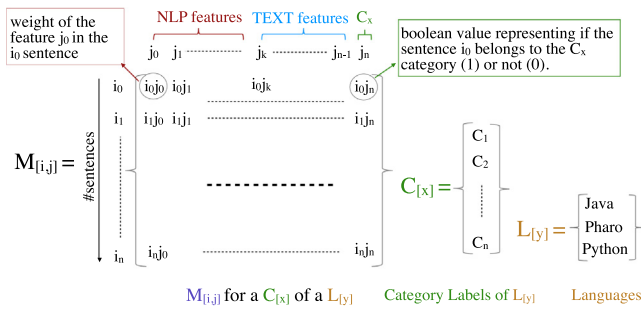 weight of the
feature j0 in the
i0 sentence
NLP features
TEXT features
Cx
boolean value representing if the
sentence i0 belongs to the Cx
category (1) or not (0).
j0 j1 jk jn-1 jn
i0 i0j0 i0j1 i0jk i0jn
i1 i1j0 i1j1 i1jn
M[i,j] =
#sentences
in inj0 injn
C[x] =
C1
C2
Cn
L[y] =
Java
Pharo
Python
M[i,j] for a C[x] of a L[y]
Category Labels of L[y]
Languages